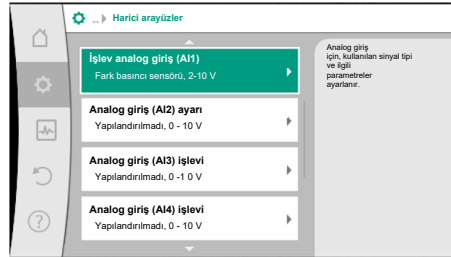 .. Harici arayüzler
İşlev analog giriş (AI1)
Fark basıncı sensörü, 2-10 V
Analog giriş (AI2) ayarı
Yapılandırılmadı, 0 - 10 V
Analog giriş (AI3) işlevi
Yapılandırılmadı, 0 -1 0 V
Analog giriş (AI4) işlevi
Yapılandırılmadı, 0 - 10 V
Analog giriş
için, kullanılan sinyal tipi
ve ilgili
parametreler
ayarlanır.